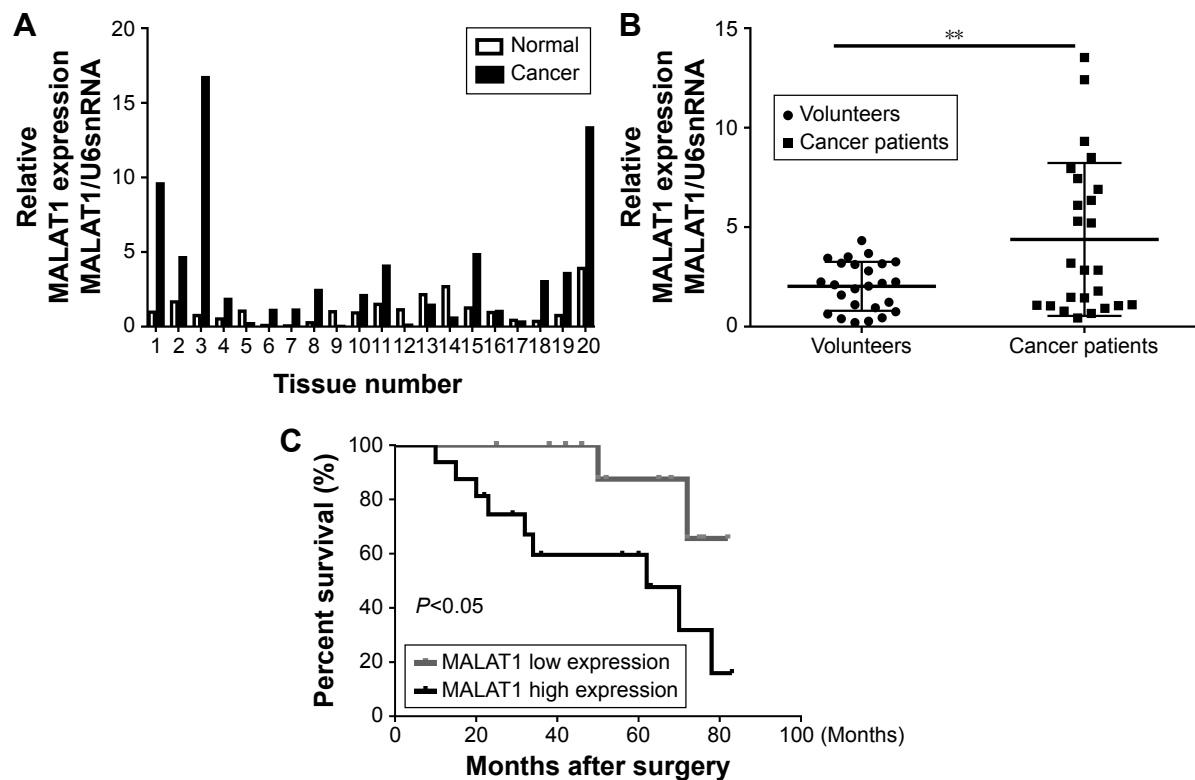 A
Relative
MALAT1 expression
MALAT1/U6snRNA
20
15
10
5
0
Normal
Cancer
1 2 3 4 5 6 7 8 9 10 11 12 13 14 15 16 17 18 19 20
Tissue number
B
Relative
MALAT1 expression
MALAT1/U6snRNA
15
10
5
0
**
Volunteers
Cancer patients
Volunteers
Cancer patients
C
Percent survival (%)
100
80
60
40
20
0
P<0.05
MALAT1 low expression
MALAT1 high expression
0 20 40 60 80 100 (Months)
Months after surgery